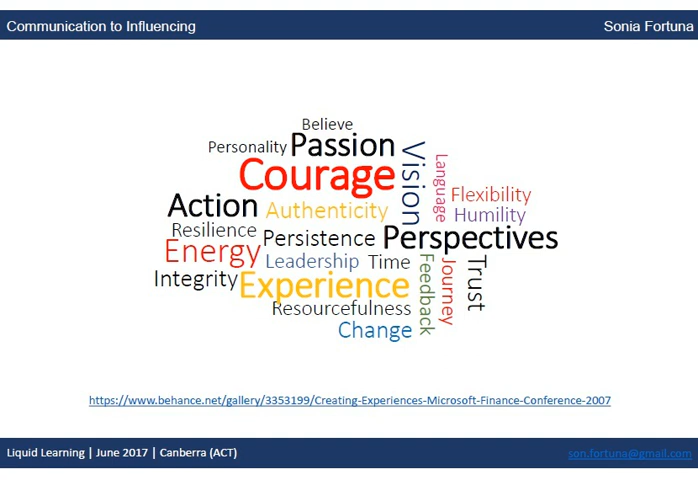 Communication to Influencing
Sonia Fortuna
Believe
Personality
Passion
Courage
Vision
Language
Flexibility
Action
Authenticity
Humility
Resilience
Persistence
Perspectives
Energy
Leadership
Time
Feedback
Journey
Trust
Integrity
Experience
Resourcefulness
Change
https://www.behance.net/gallery/3353199/Creating-Experiences-Microsoft-Finance-Conference-2007
Liquid Learning | June 2017 | Canberra (ACT)
son.fortuna@gmail.com